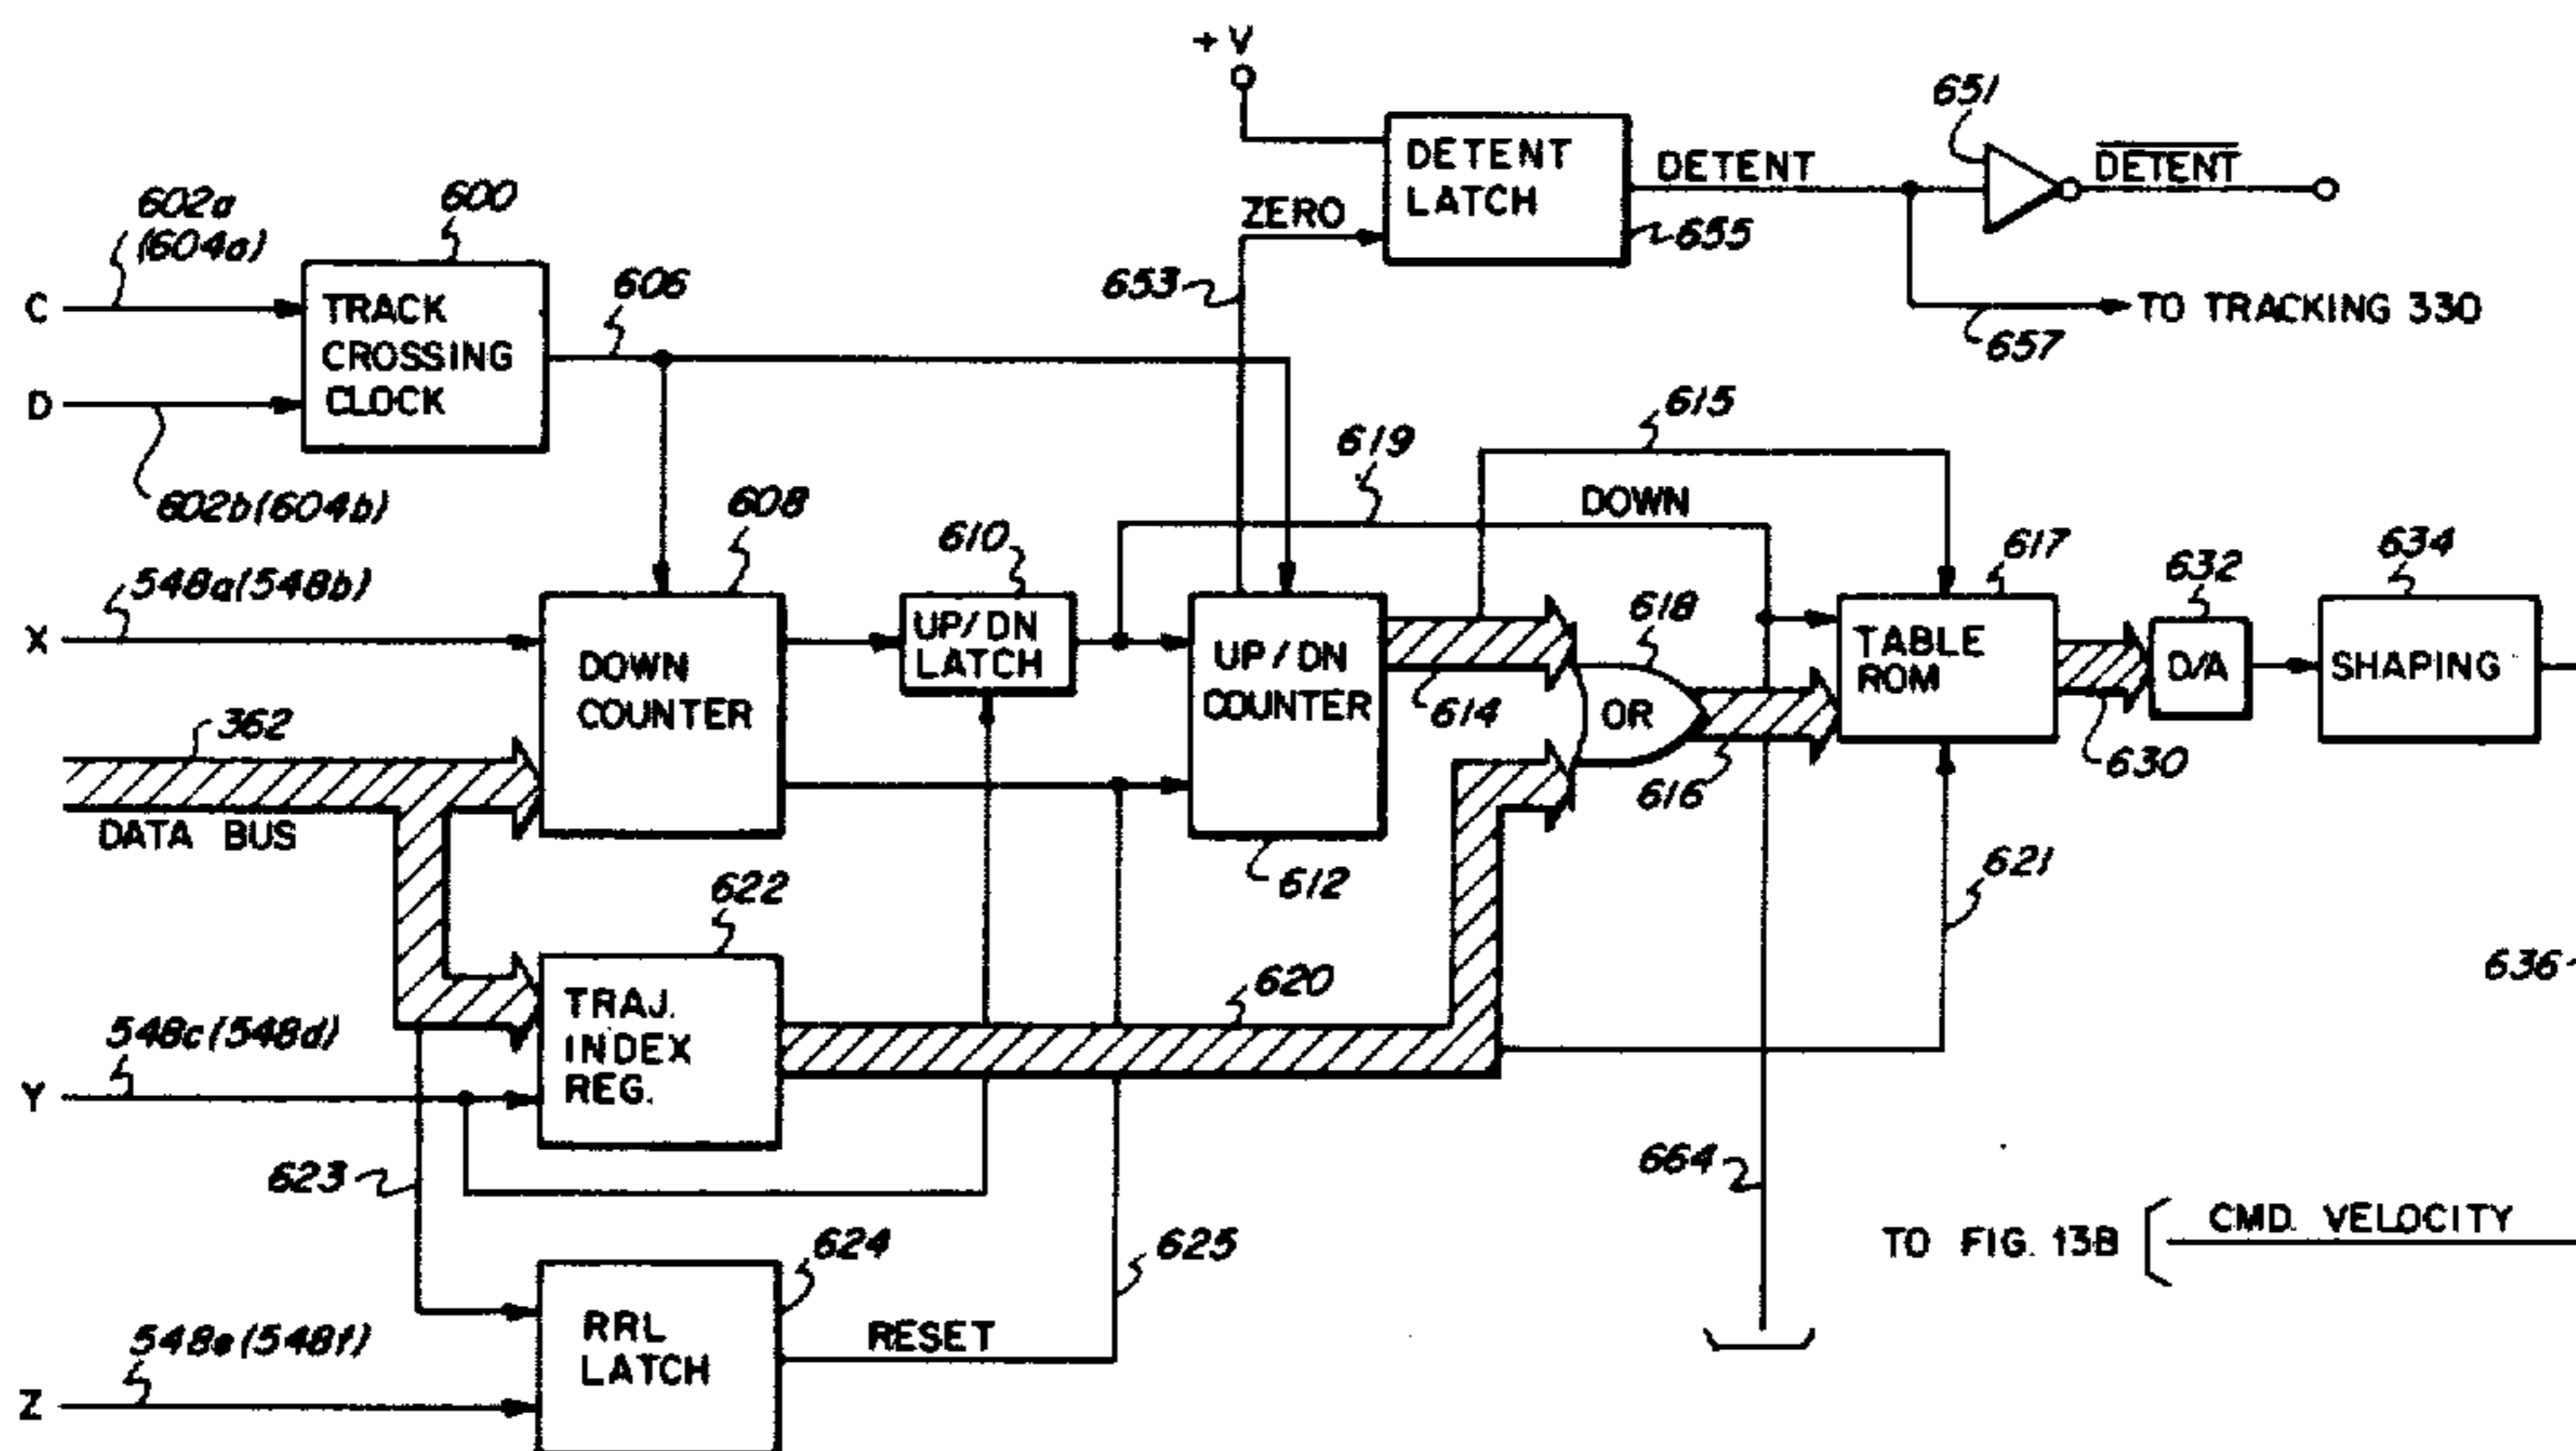 +V
651
DETENT
LATCH
DETENT
DETENT
602a
(604a)
600
ZERO
655
C
TRACK
CROSSING
CLOCK
606
653
TO TRACKING 330
657
D
615
619
602b(604b)
608
DOWN
610
617
634
548a(548b)
632
618
X
DOWN
COUNTER
UP/DN
LATCH
UP/DN
COUNTER
TABLE
ROM
D/A
SHAPING
362
614
OR
616
630
DATA BUS
612
621
622
620
636
TRAJ.
INDEX
REG.
548c(548d)
Y
623
664
624
625
TO FIG. 13B
CMD. VELOCITY
RRL
LATCH
RESET
548e(548f)
Z